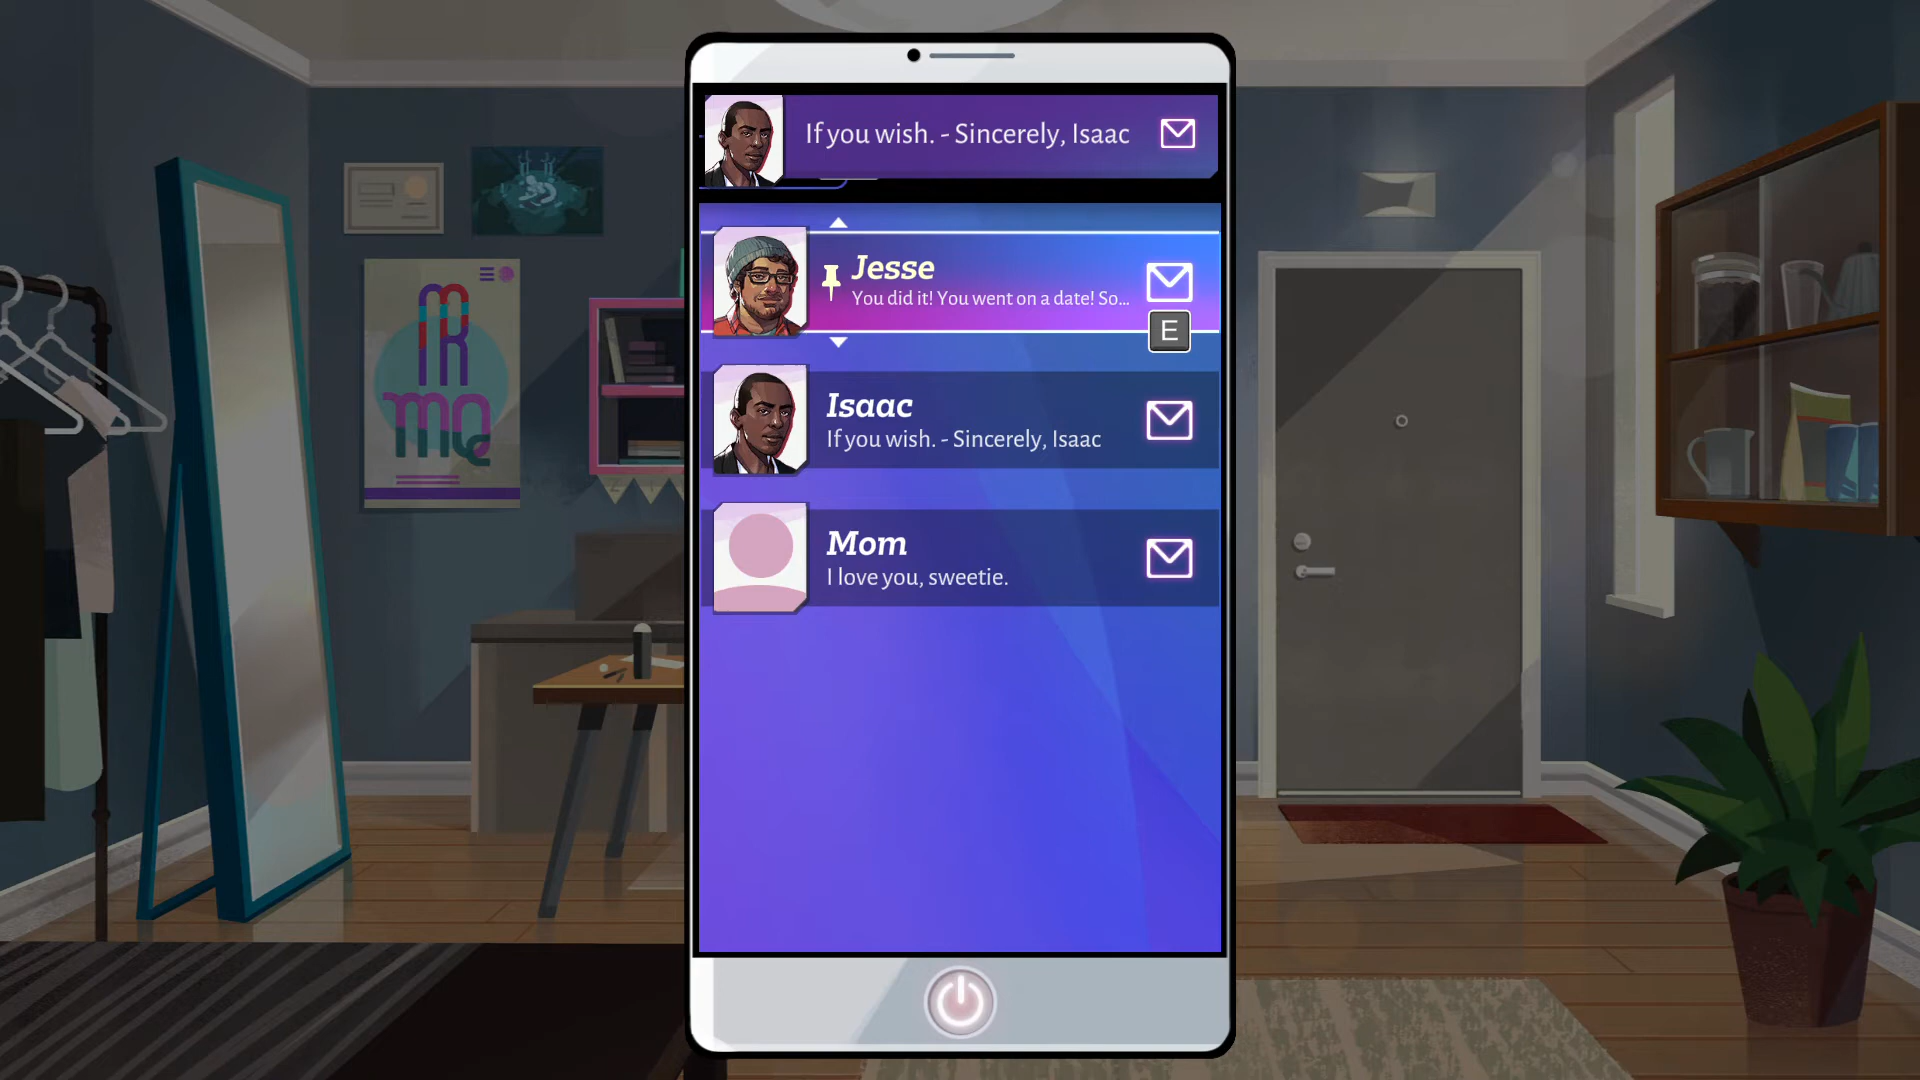 If you wish. - Sincerely, Isaac
Jesse
You did it! You went on a date! So...
E
Isaac
If you wish. - Sincerely, Isaac
Mom
I love you, sweetie.